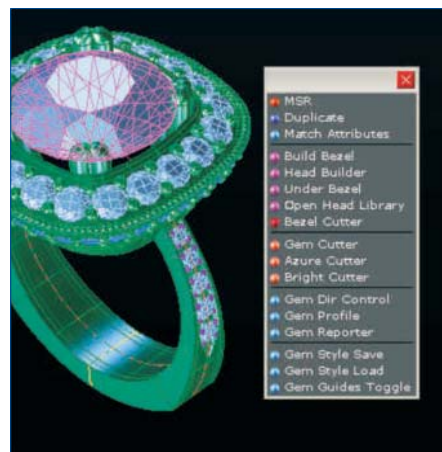 MSR
Duplicate
Match Attributes
Build Bezel
Head Builder
Under Bezel
Open Head Library
Bezel Cutter
Gem Cutter
Azure Cutter
Bright Cutter
Gem Dir Control
Gem Profile
Gem Reporter
Gem Style Save
Gem Style Load
Gem Guides Toggle